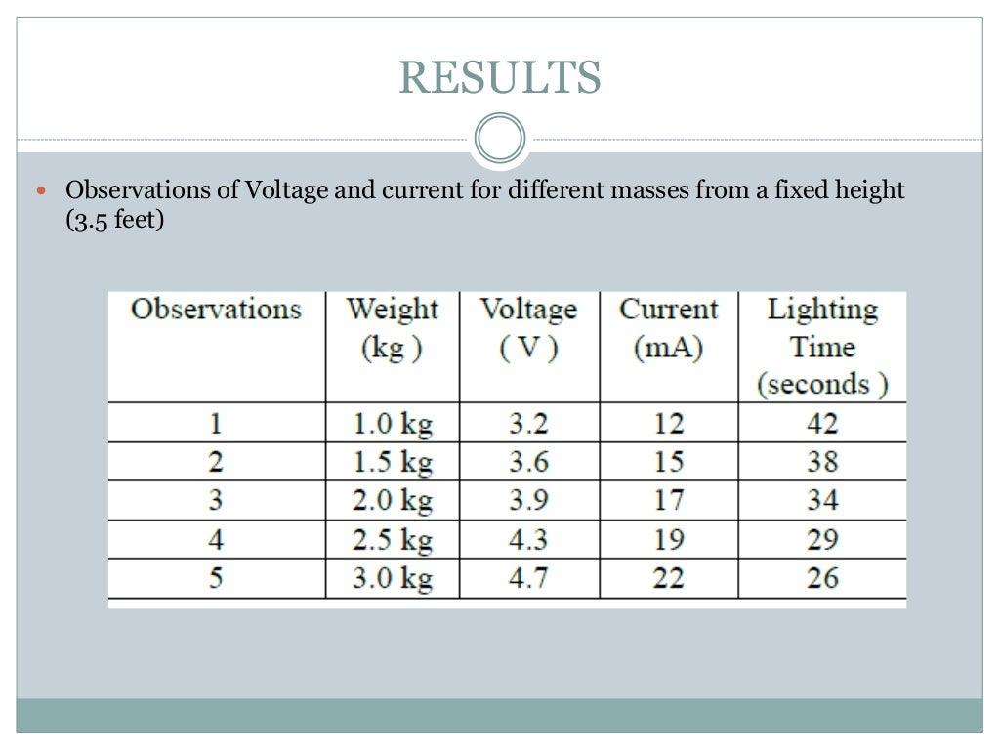 RESULTS
• Observations of Voltage and current for different masses from a fixed height
(3.5 feet)
Observations Weight Voltage Current Lighting
(kg ) ( V ) (mA) Time
(seconds )
1 1.0 kg 3.2 12 42
2 1.5 kg 3.6 15 38
3 2.0 kg 3.9 17 34
4 2.5 kg 4.3 19 29
5 3.0 kg 4.7 22 26